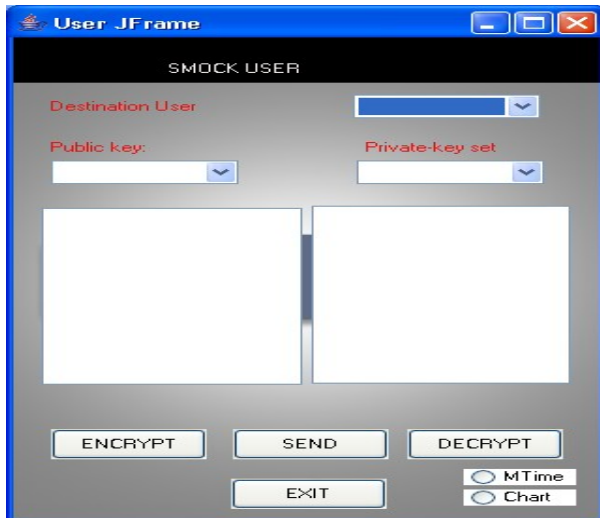 User JFrame
SMOCK USER
Destination User
Public key:
Private-key set
ENCRYPT
SEND
DECRYPT
EXIT
MTime
Chart